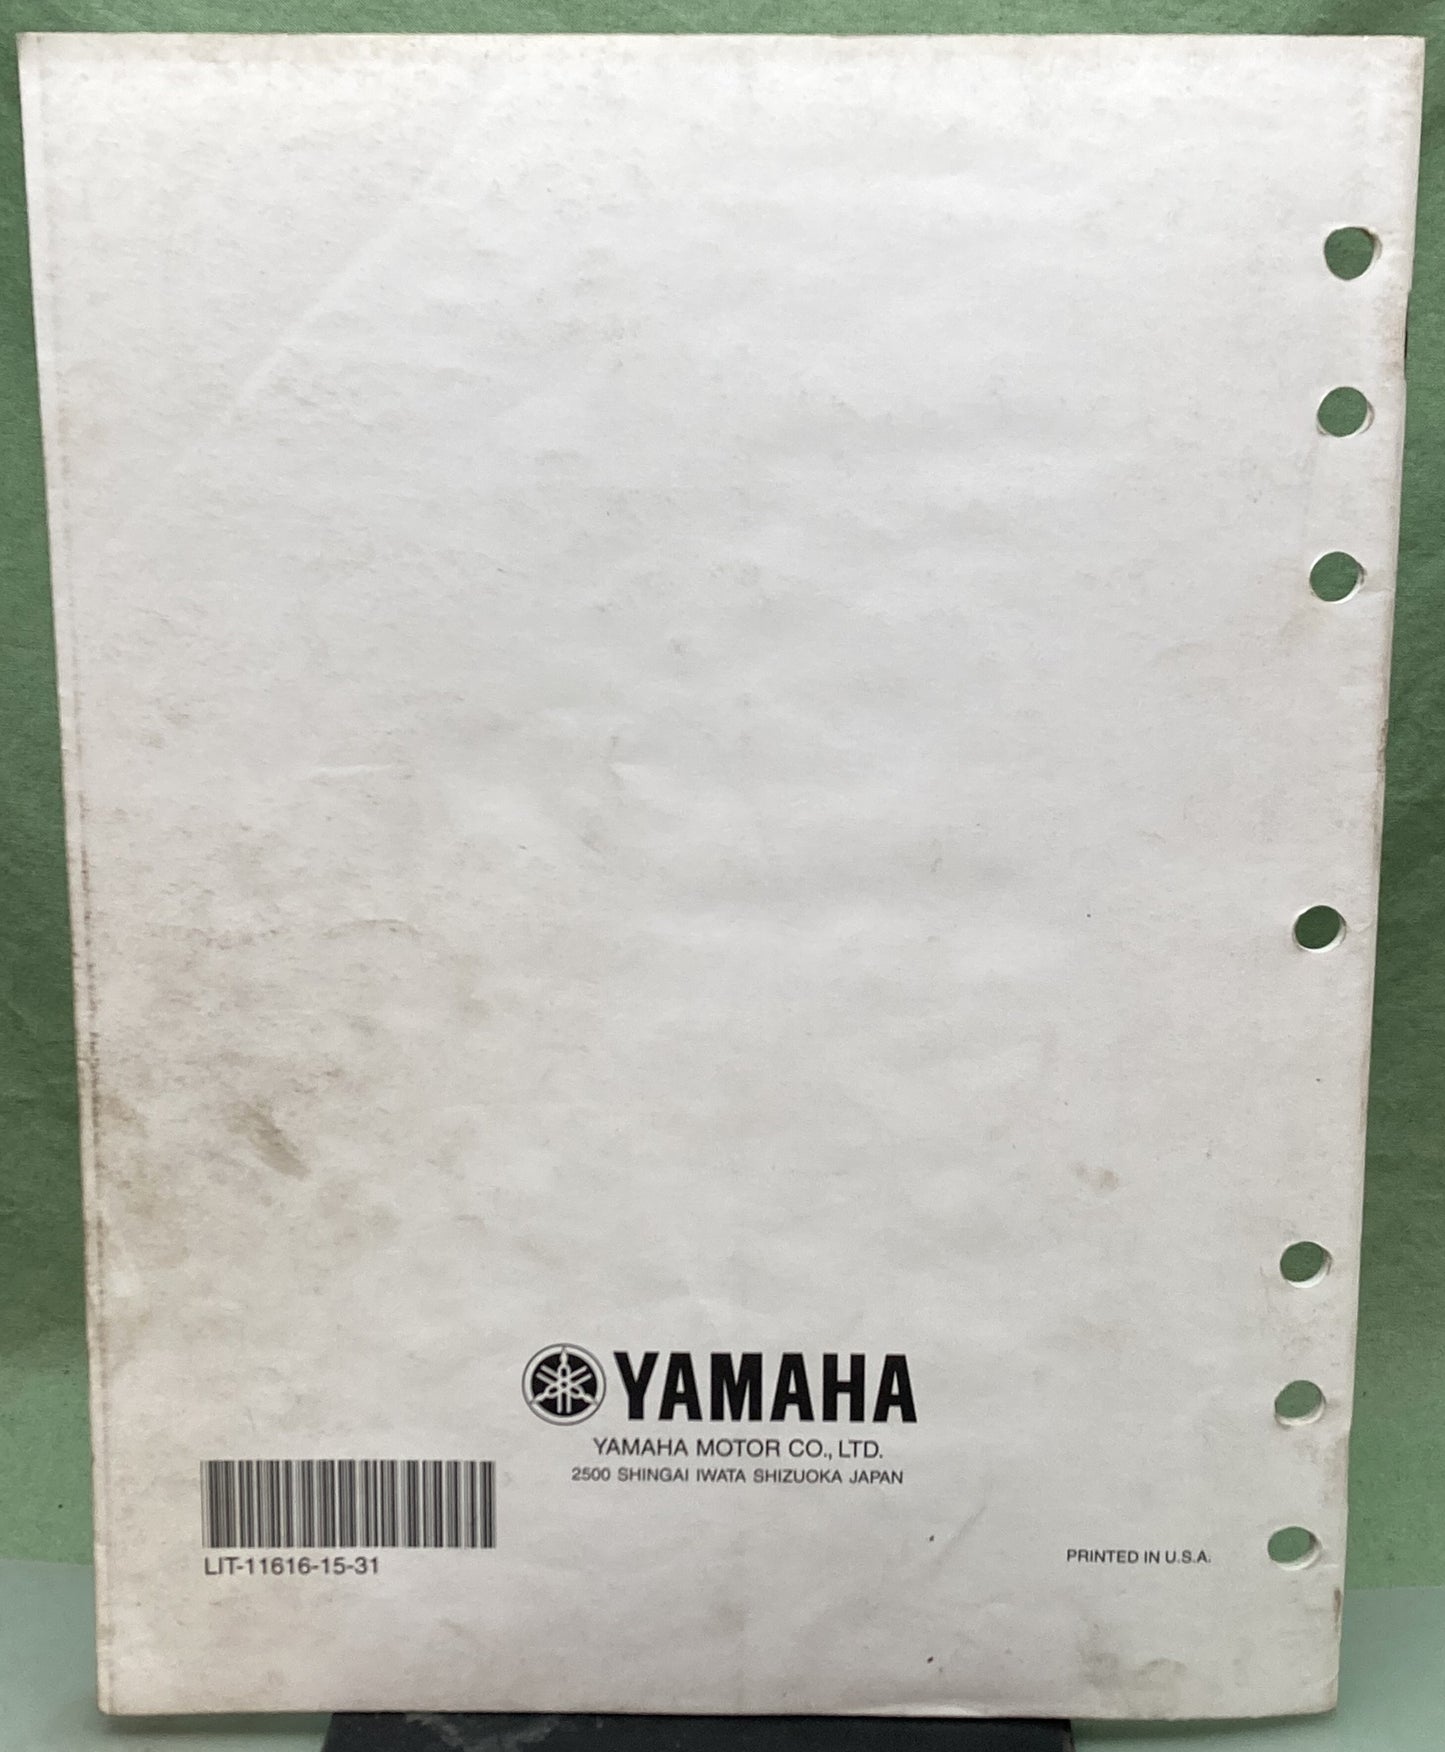 YAMAHA
YAMAHA MOTOR CO., LTD.
2500 SHINGAI IWATA SHIZUOKA JAPAN
LIT-11616-15-31
PRINTED IN U.S.A.